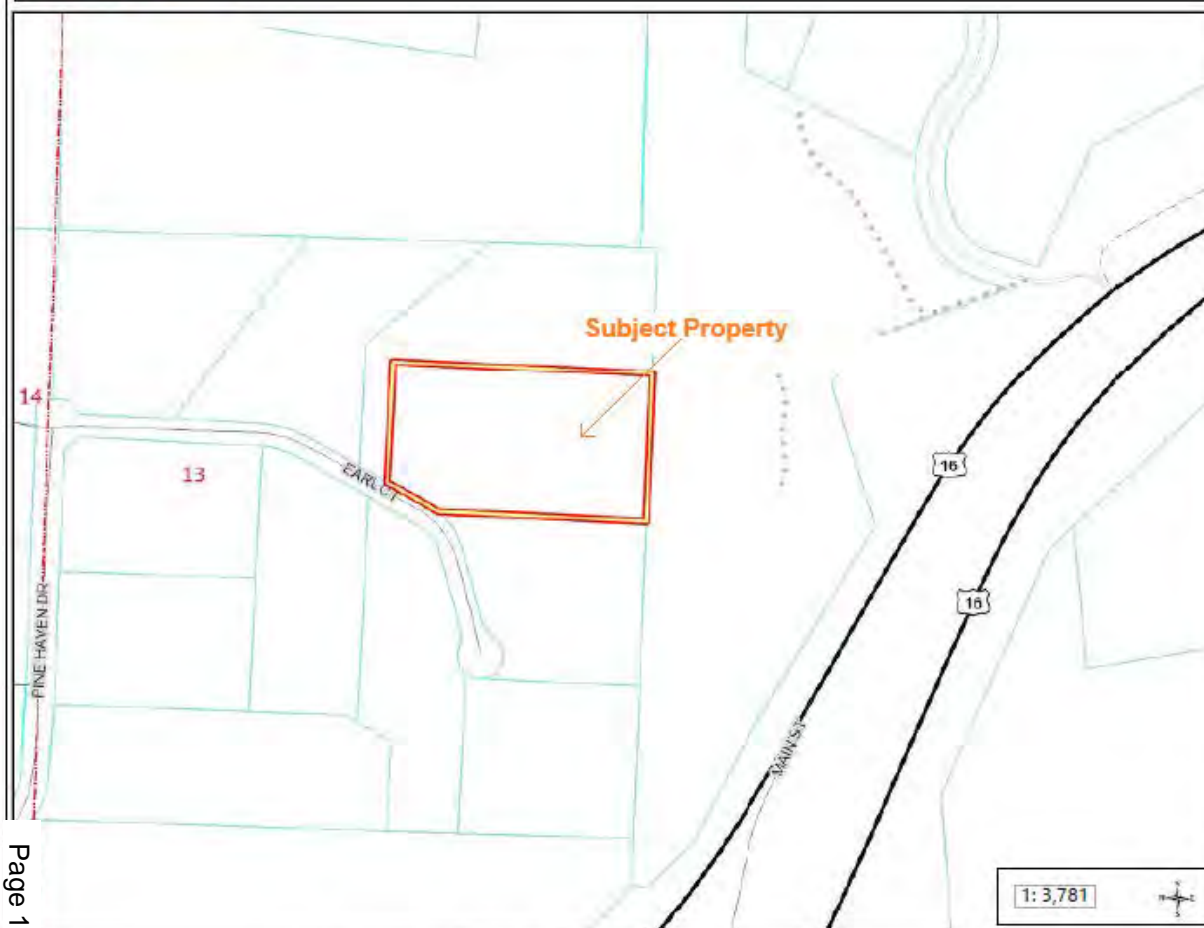 Subject Property
14
13
EARL CT
16
16
PINE HAVEN DR
MAIN ST
1: 3,781
Page 1